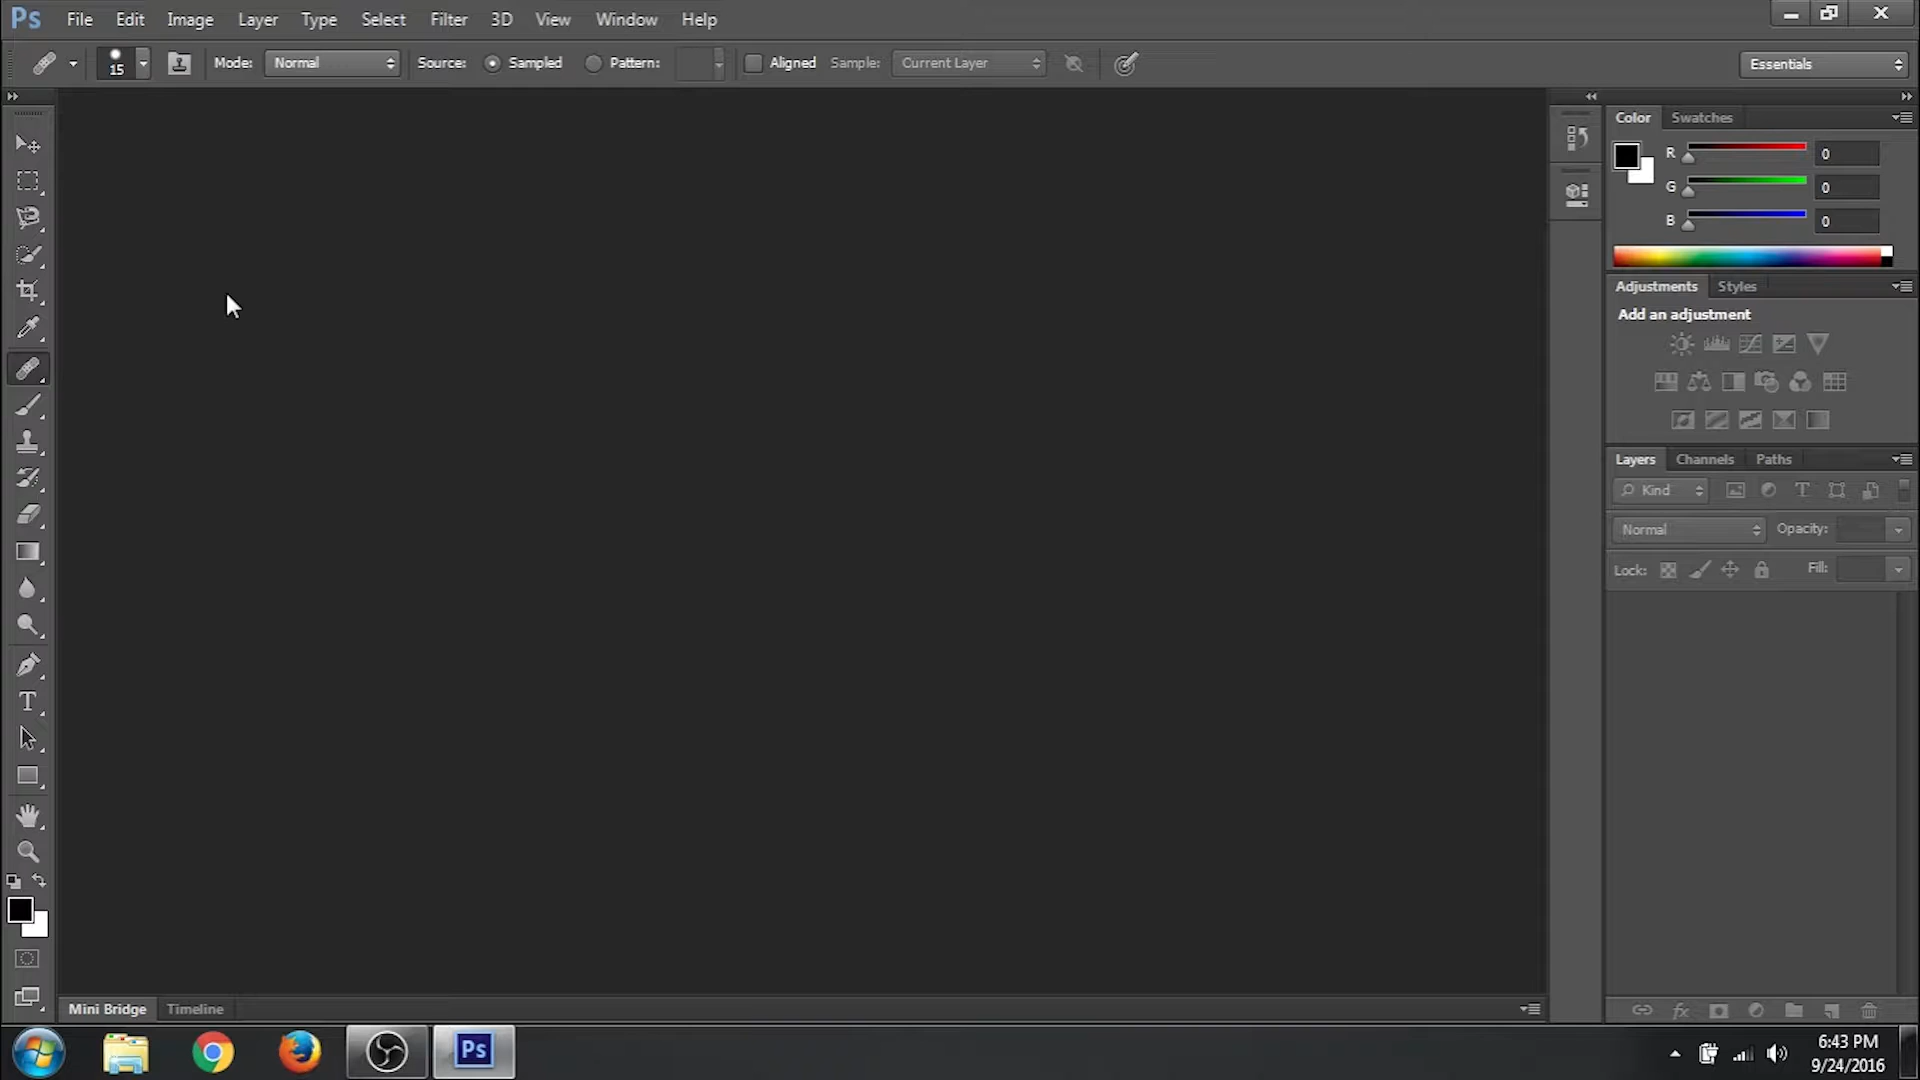 Ps File Edit Image Layer Type Select Filter 3D View Window Help
15 Mode: Normal Source: Sampled Pattern: Aligned Sample: Current Layer Essentials
Color Swatches
R 0
G 0
B 0
Adjustments Styles
Add an adjustment
Layers Channels Paths
Kind
Normal Opacity:
Lock: Fill:
Mini Bridge Timeline
Ps
6:43 PM
9/24/2016